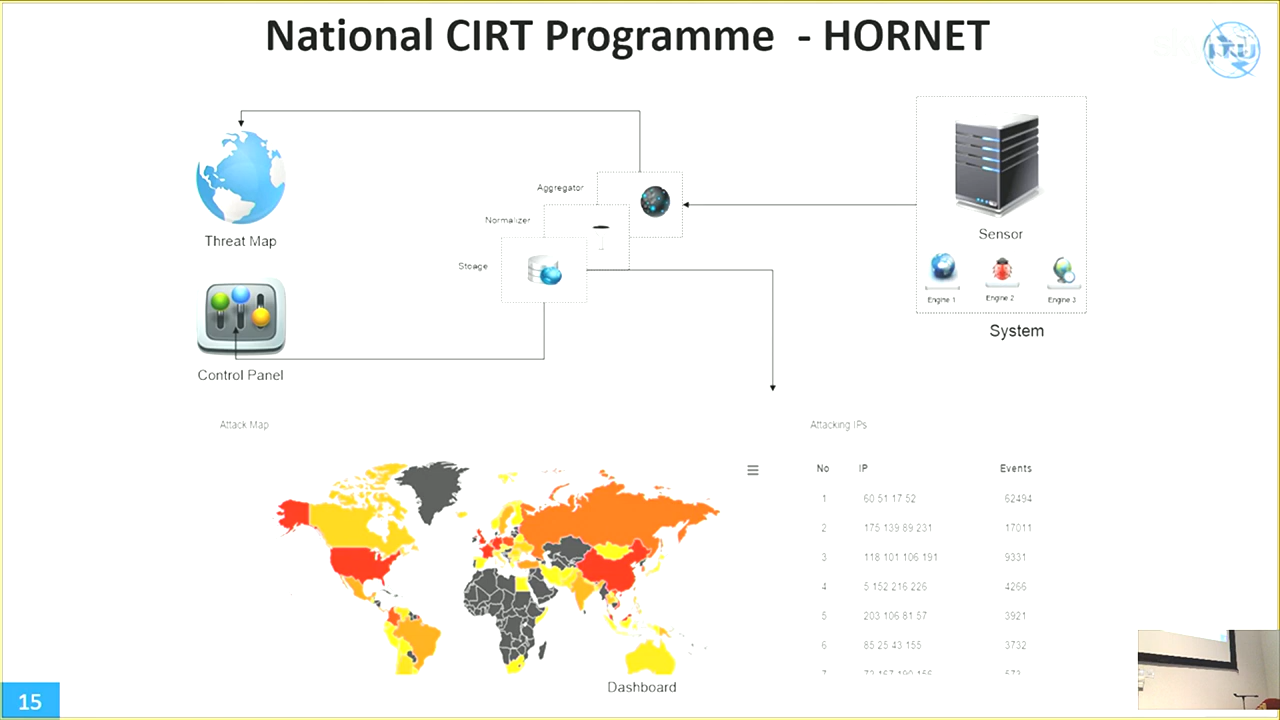 National CIRT Programme - HORNET
ITU
Aggregator
Normalizer
Stoage
Threat Map
Sensor
Engine 1
Engine 2
Engine 3
System
Control Panel
Attack Map
Attacking IPs
No IP Events
1 60 51 17 52 62494
2 175 139 89 231 17011
3 118 101 106 191 9331
4 5 152 216 226 4266
5 203 106 81 57 3921
6 85 25 43 155 3732
Dashboard
15